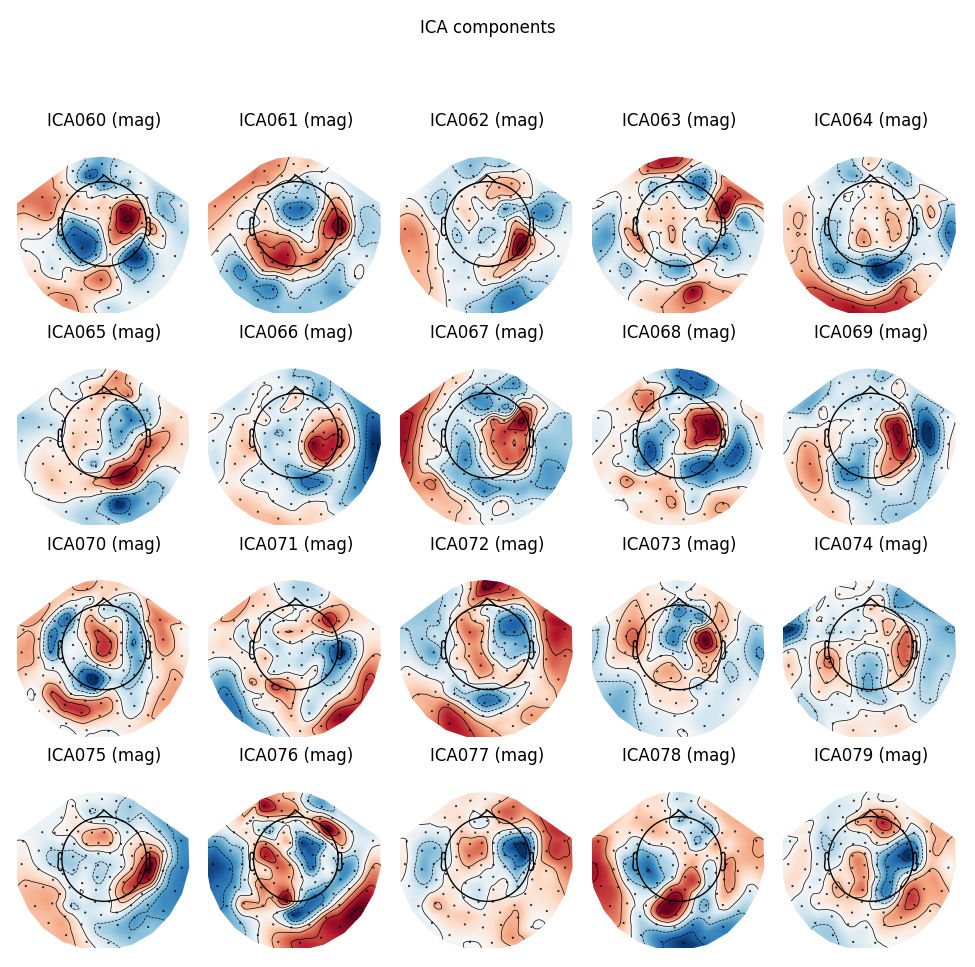 ICA components
ICA060 (mag) ICA061 (mag) ICA062 (mag) ICA063 (mag) ICA064 (mag)
ICA065 (mag) ICA066 (mag) ICA067 (mag) ICA068 (mag) ICA069 (mag)
ICA070 (mag) ICA071 (mag) ICA072 (mag) ICA073 (mag) ICA074 (mag)
ICA075 (mag) ICA076 (mag) ICA077 (mag) ICA078 (mag) ICA079 (mag)